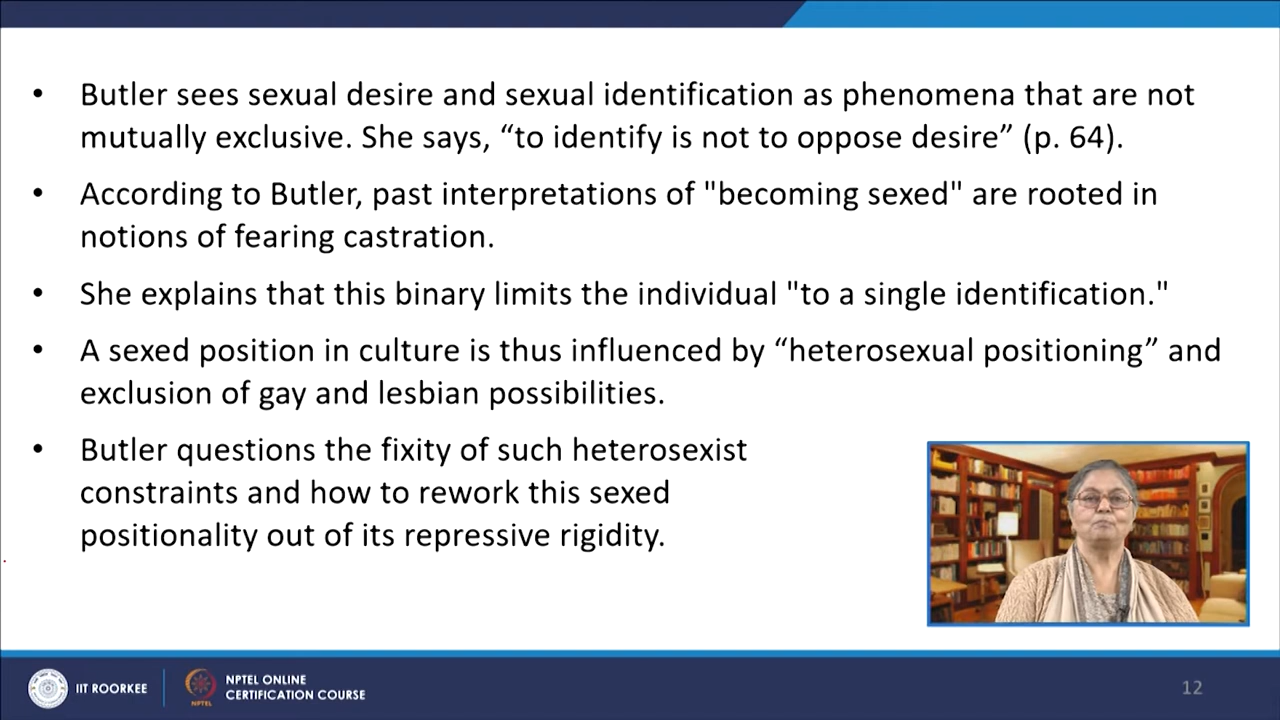 • Butler sees sexual desire and sexual identification as phenomena that are not
mutually exclusive. She says, “to identify is not to oppose desire” (p. 64).
• According to Butler, past interpretations of "becoming sexed" are rooted in
notions of fearing castration.
• She explains that this binary limits the individual "to a single identification."
• A sexed position in culture is thus influenced by “heterosexual positioning” and
exclusion of gay and lesbian possibilities.
• Butler questions the fixity of such heterosexist
constraints and how to rework this sexed
positionality out of its repressive rigidity.
IIT ROORKEE
NPTEL
NPTEL ONLINE
CERTIFICATION COURSE
12